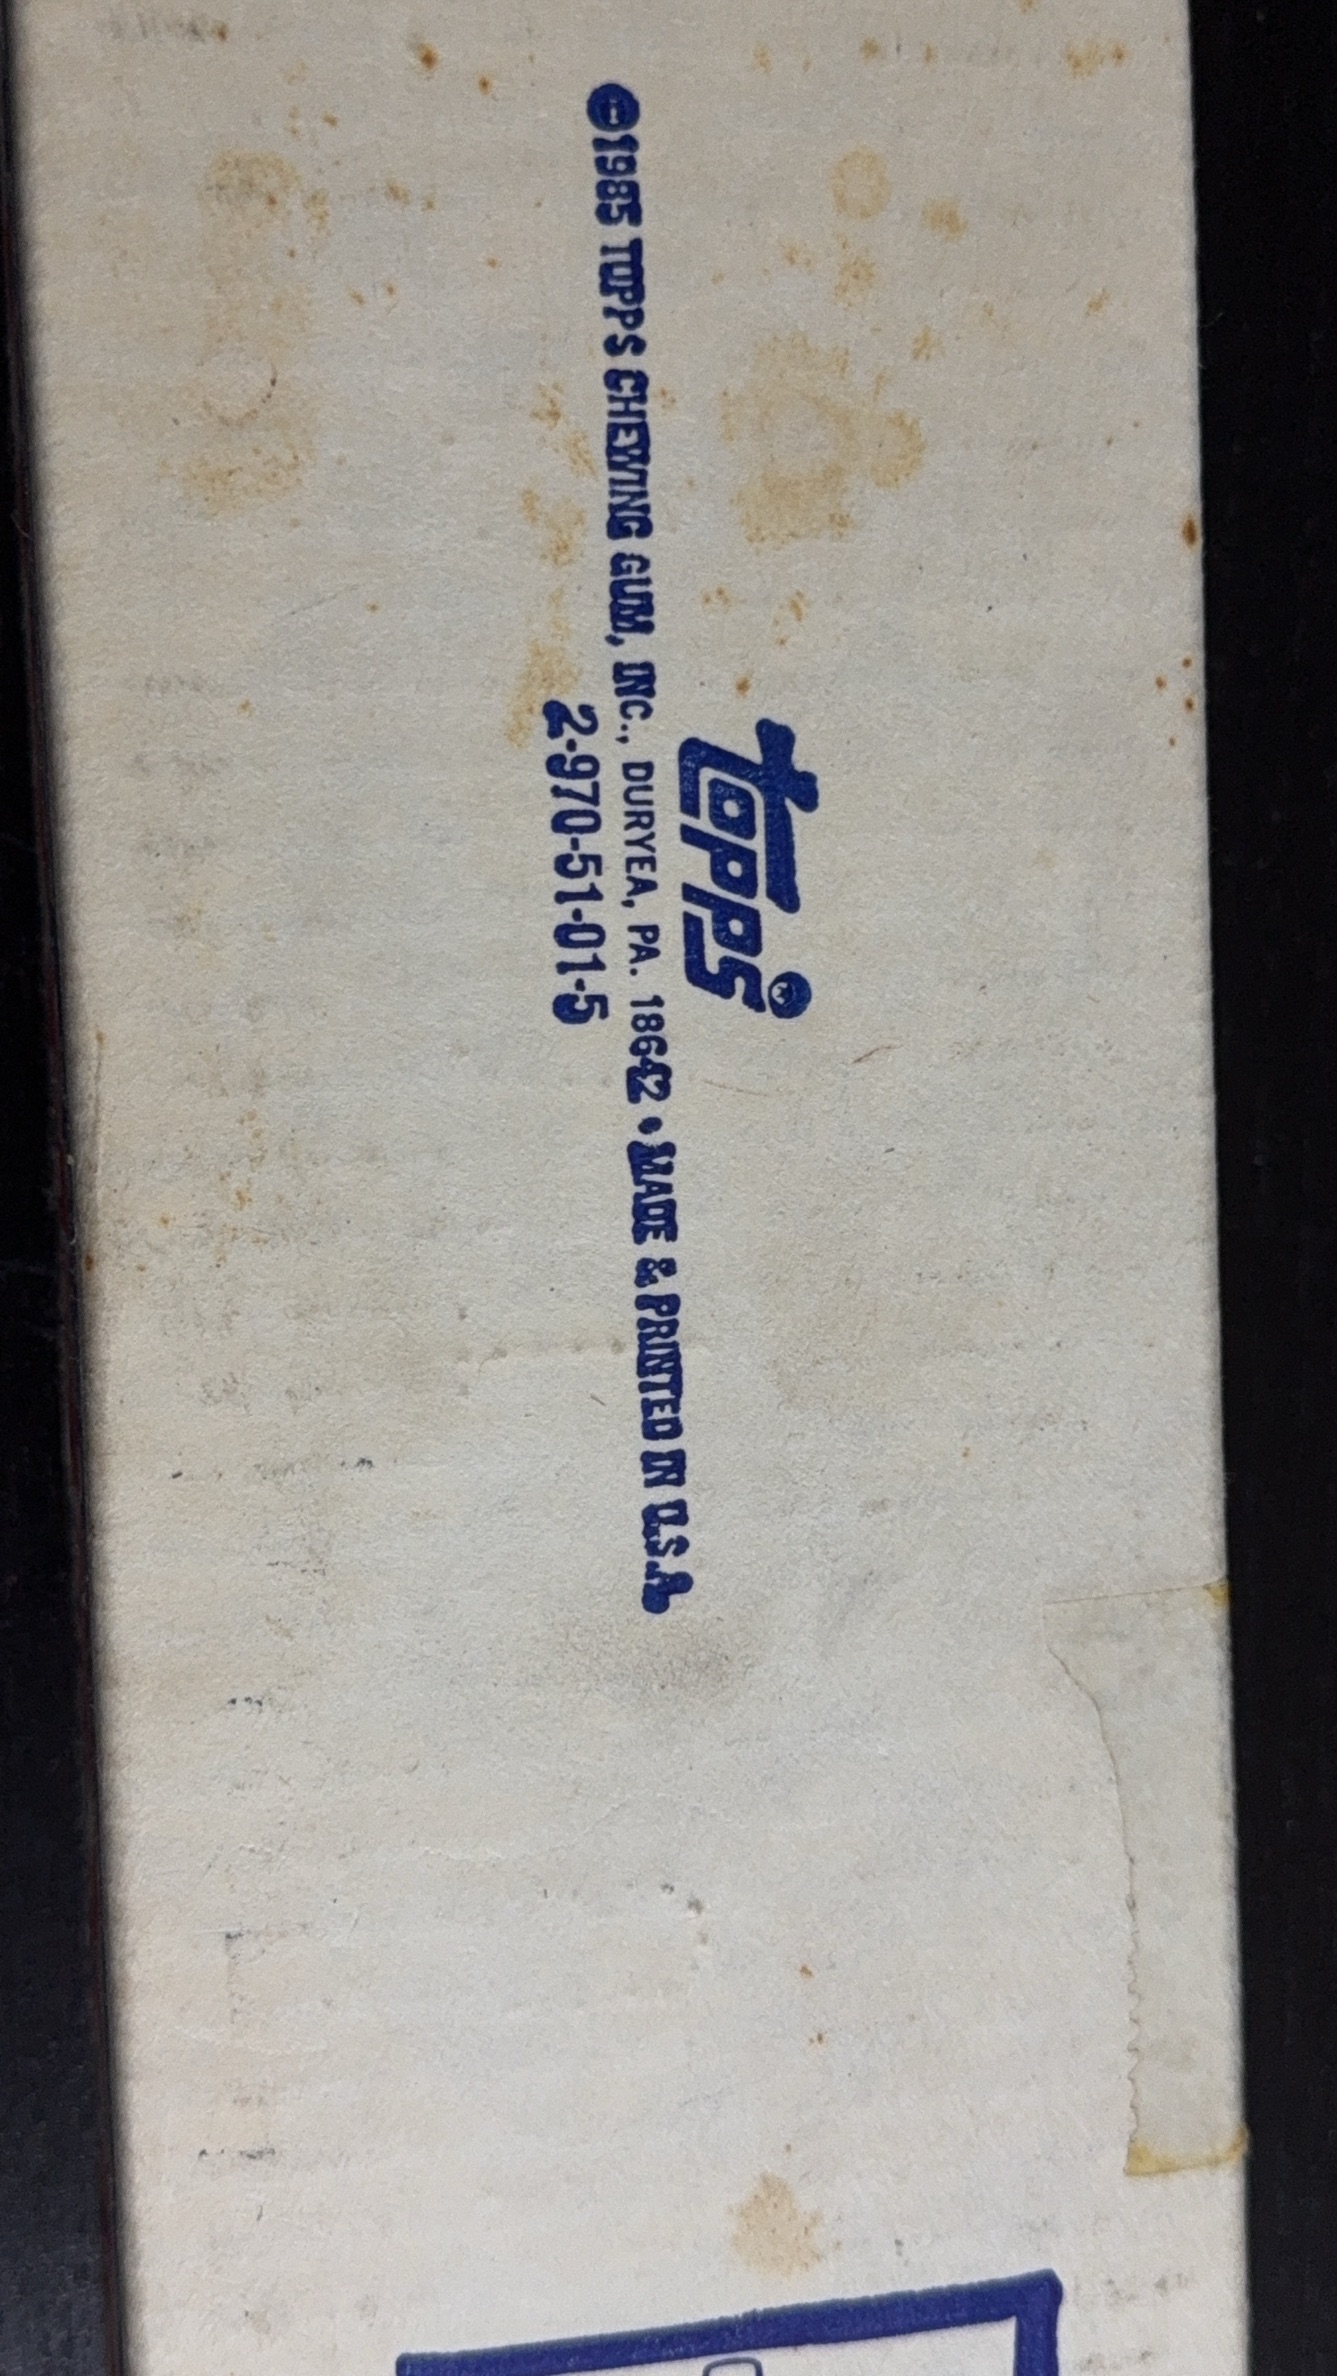 topps
©1985 TOPPS CHEWING GUM, INC., DURYEA, PA. 18642 • MADE & PRINTED IN U.S.A.
2-970-51-01-5